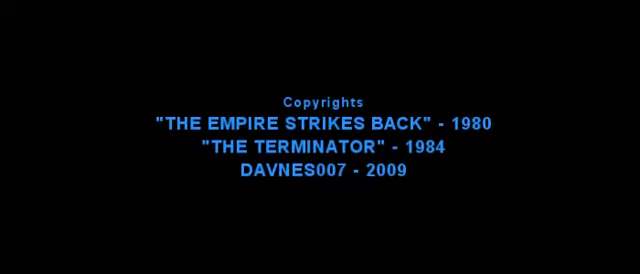 Copyrights
"THE EMPIRE STRIKES BACK" - 1980
"THE TERMINATOR" - 1984
DAVNES007 - 2009